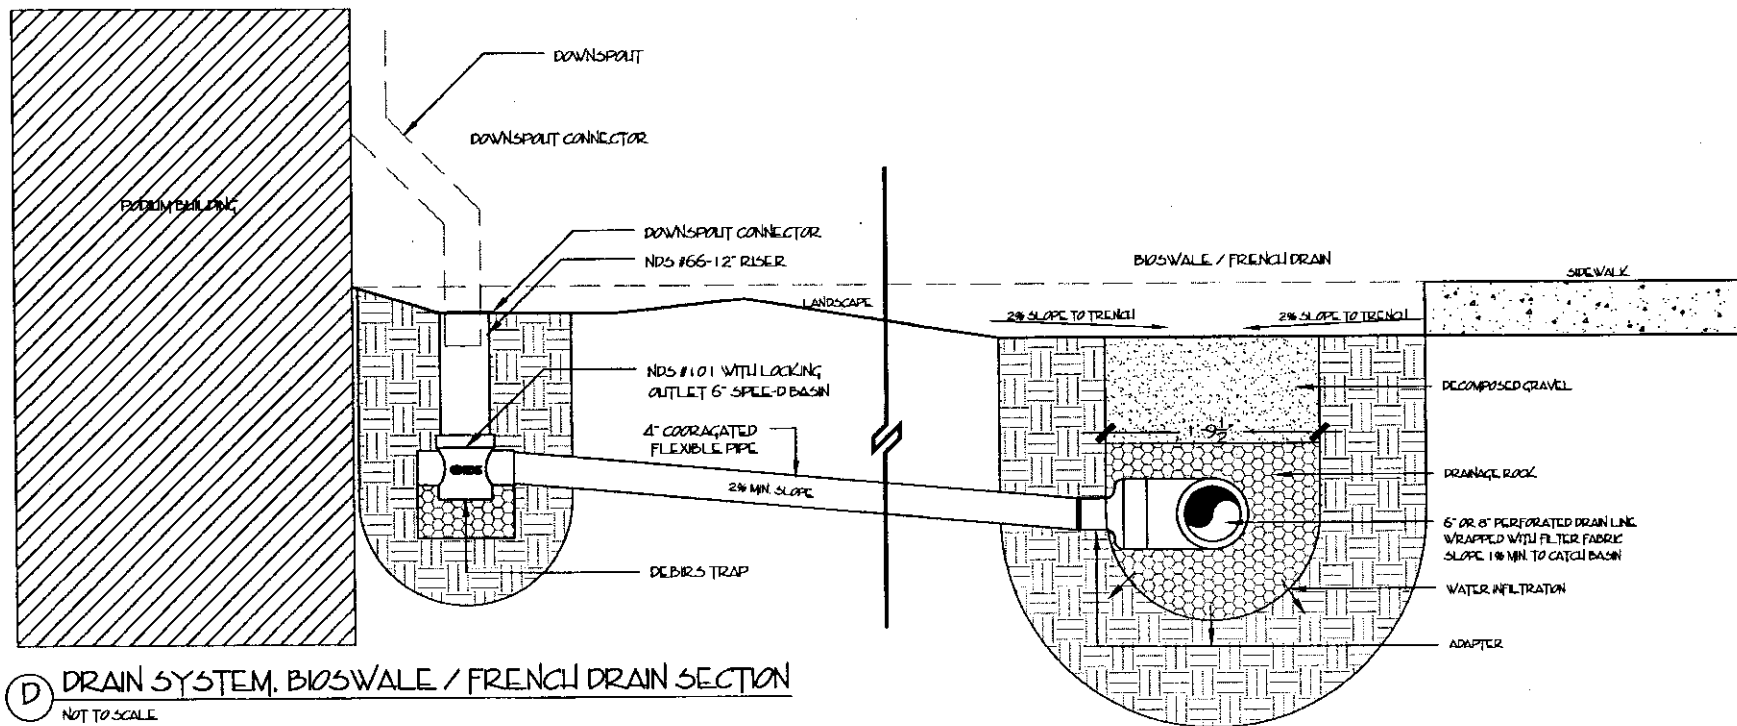 DOWNSPOUT
DOWNSPOUT CONNECTOR
PODIUM BUILDING
DOWNSPOUT CONNECTOR
NDS #66-12" RISER
BIOSWALE / FRENCH DRAIN
SIDEWALK
LANDSCAPE
2% SLOPE TO TRENCH
2% SLOPE TO TRENCH
NDS #101 WITH LOCKING
OUTLET 6" SPEE-D BASIN
DECOMPOSED GRAVEL
4" COORAGATED
FLEXIBLE PIPE
NDS
DRAINAGE ROCK
2% MIN. SLOPE
6" OR 8" PERFORATED DRAIN LINE
WRAPPED WITH FILTER FABRIC
SLOPE 1% MIN. TO CATCH BASIN
DEBIRS TRAP
WATER INFILTRATION
ADAPTER
D DRAIN SYSTEM. BIOSWALE / FRENCH DRAIN SECTION
NOT TO SCALE